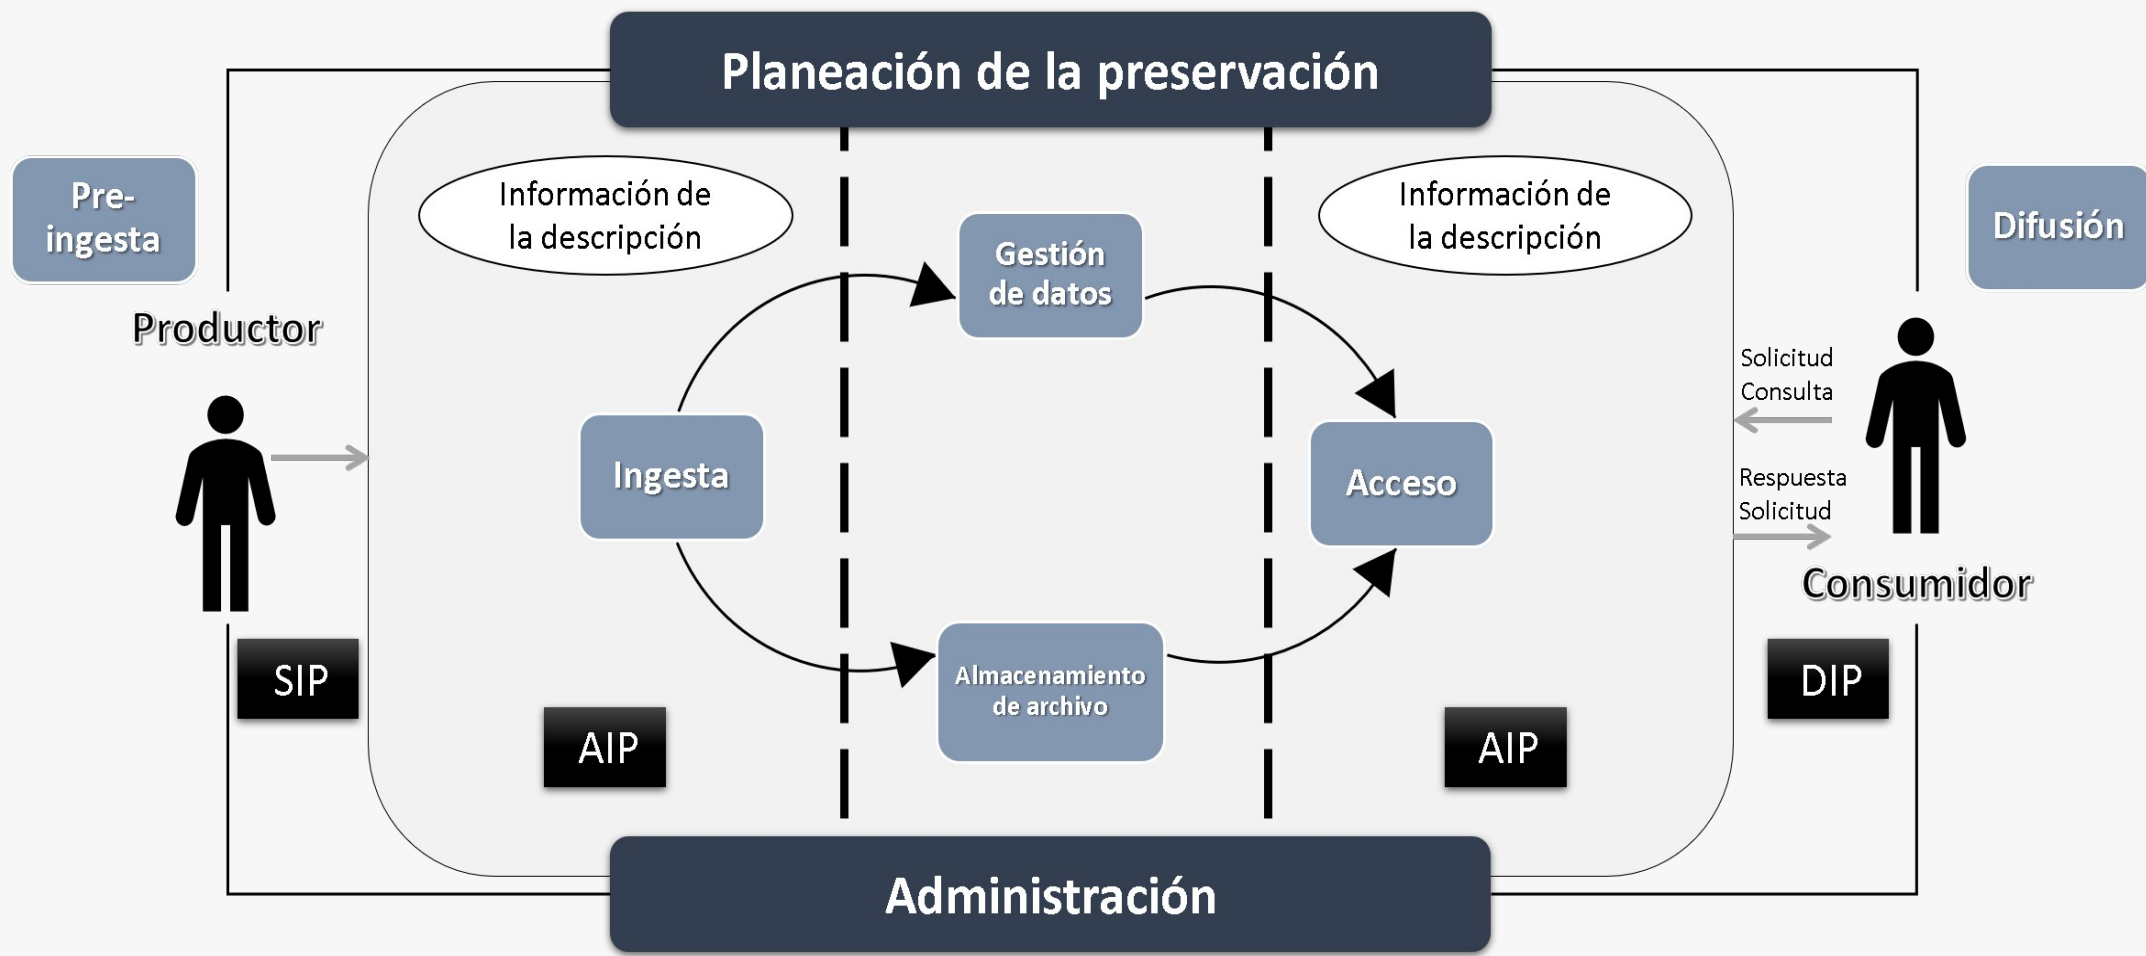 Planeación de la preservación
Pre-
ingesta
Información de
la descripción
Información de
la descripción
Difusión
Gestión
de datos
Productor
Solicitud
Consulta
Ingesta
Acceso
Respuesta
Solicitud
Consumidor
SIP
Almacenamiento
de archivo
DIP
AIP
AIP
Administración